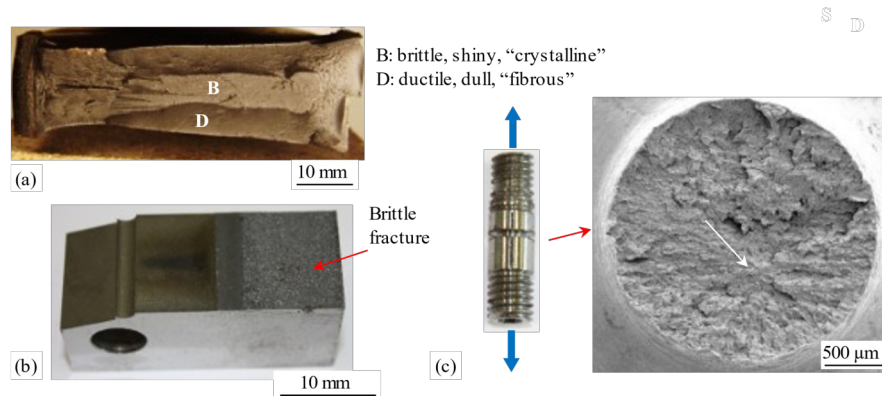 S
D
B: brittle, shiny, “crystalline”
D: ductile, dull, “fibrous”
B
D
10 mm
(a)
Brittle
fracture
(b)
10 mm
(c)
500 µm